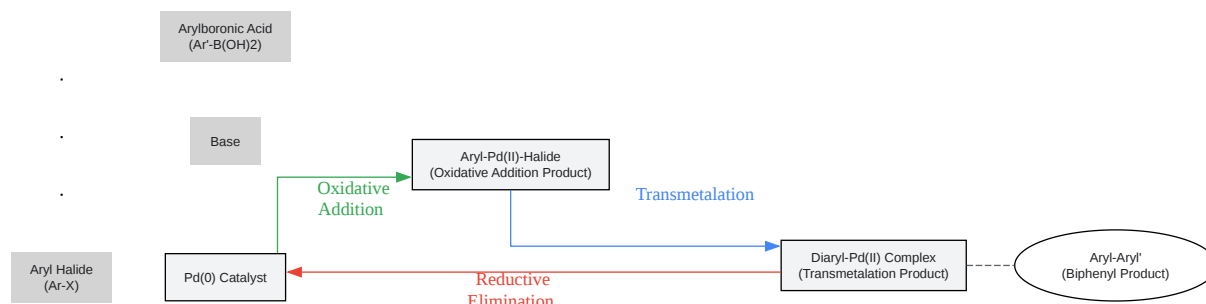 Arylboronic Acid
(Ar'-B(OH)2)
Base
Aryl-Pd(II)-Halide
(Oxidative Addition Product)
Oxidative
Addition
Transmetalation
Aryl Halide
(Ar-X)
Pd(0) Catalyst
Reductive
Elimination
Diaryl-Pd(II) Complex
(Transmetalation Product)
Aryl-Aryl'
(Biphenyl Product)